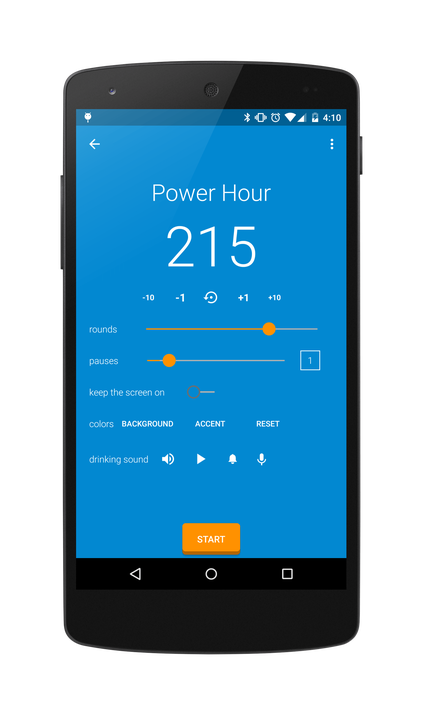 4:10
Power Hour
215
-10 -1 +1 +10
rounds
pauses 1
keep the screen on
colors BACKGROUND ACCENT RESET
drinking sound
START